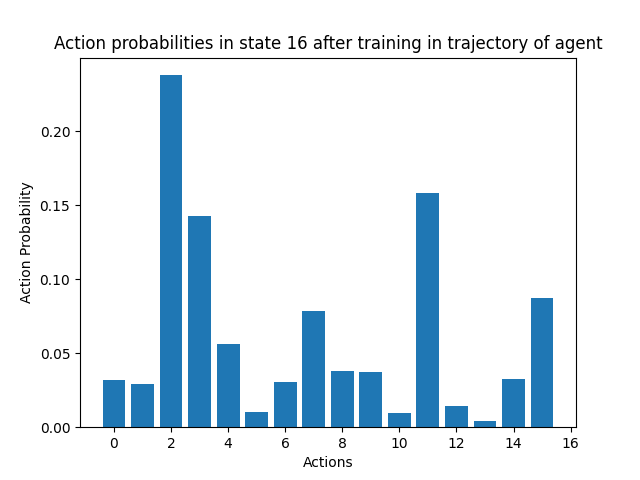 Action probabilities in state 16 after training in trajectory of agent
Action Probability
0.20
0.15
0.10
0.05
0.00
0 2 4 6 8 10 12 14 16
Actions